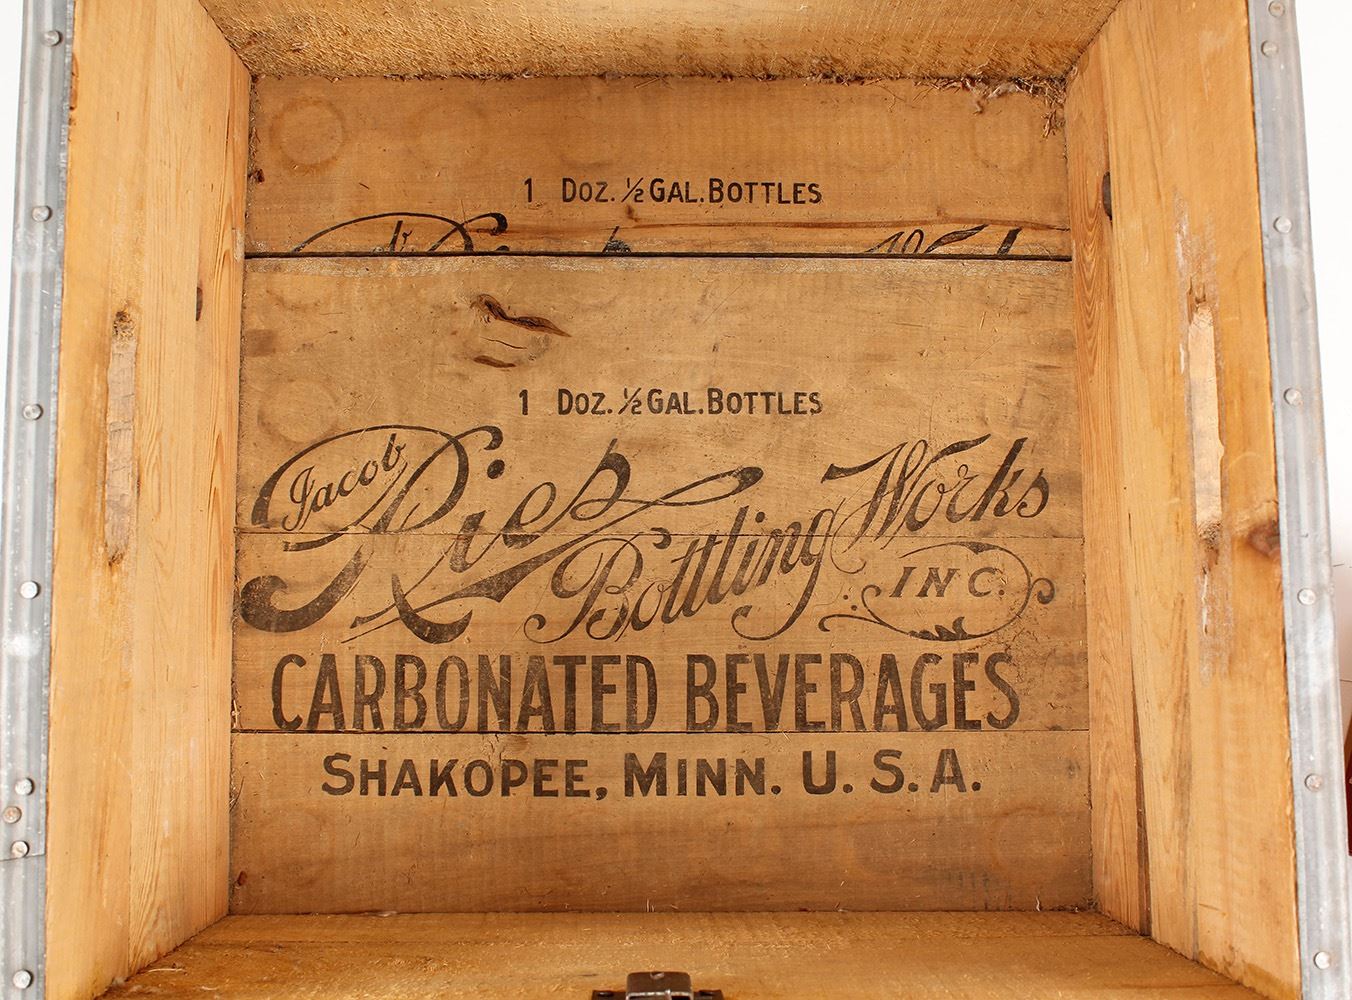 1 Doz. ½ Gal. Bottles
1 Doz. ½ Gal. Bottles
Jacob
Ries Bottling Works
INC.
CARBONATED BEVERAGES
SHAKOPEE, MINN. U.S.A.